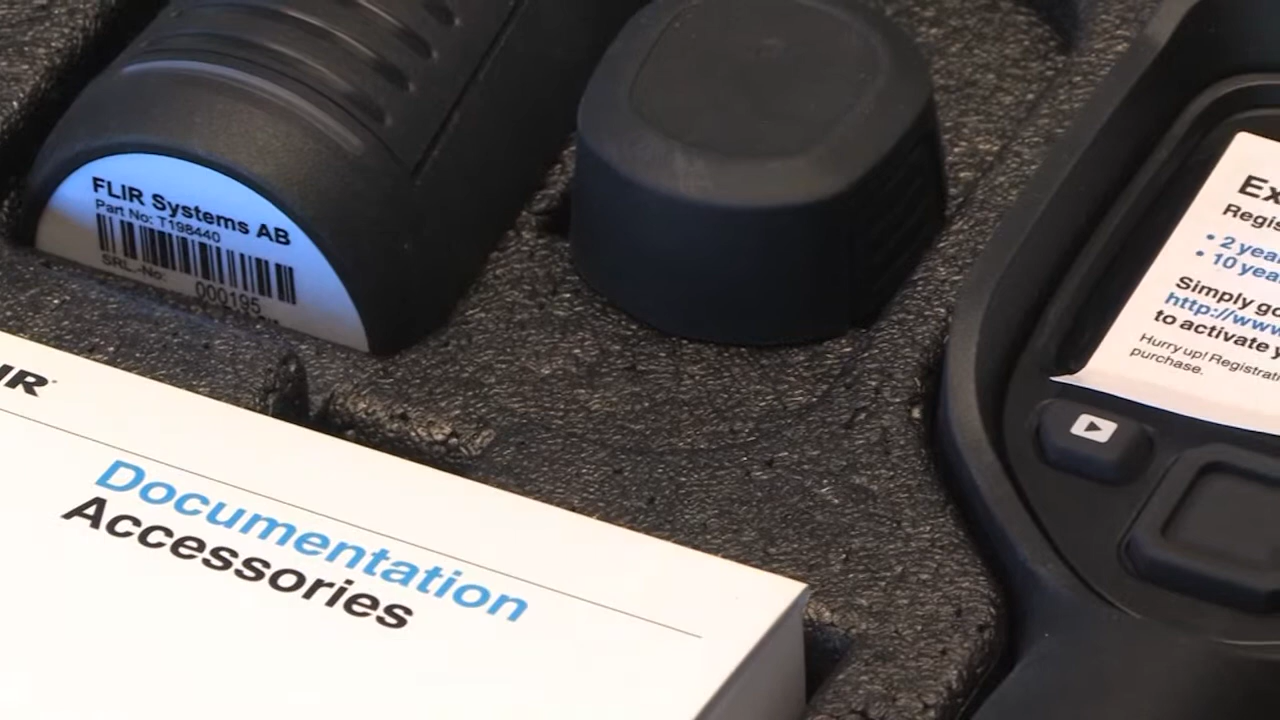 FLIR Systems AB
Part No: T198440
SRL.-No:
000195
IR
Documentation
Accessories
Ex
Regis
• 2 year
• 10 yea
Simply go
http://www
to activate y
Hurry up! Registrati
purchase.